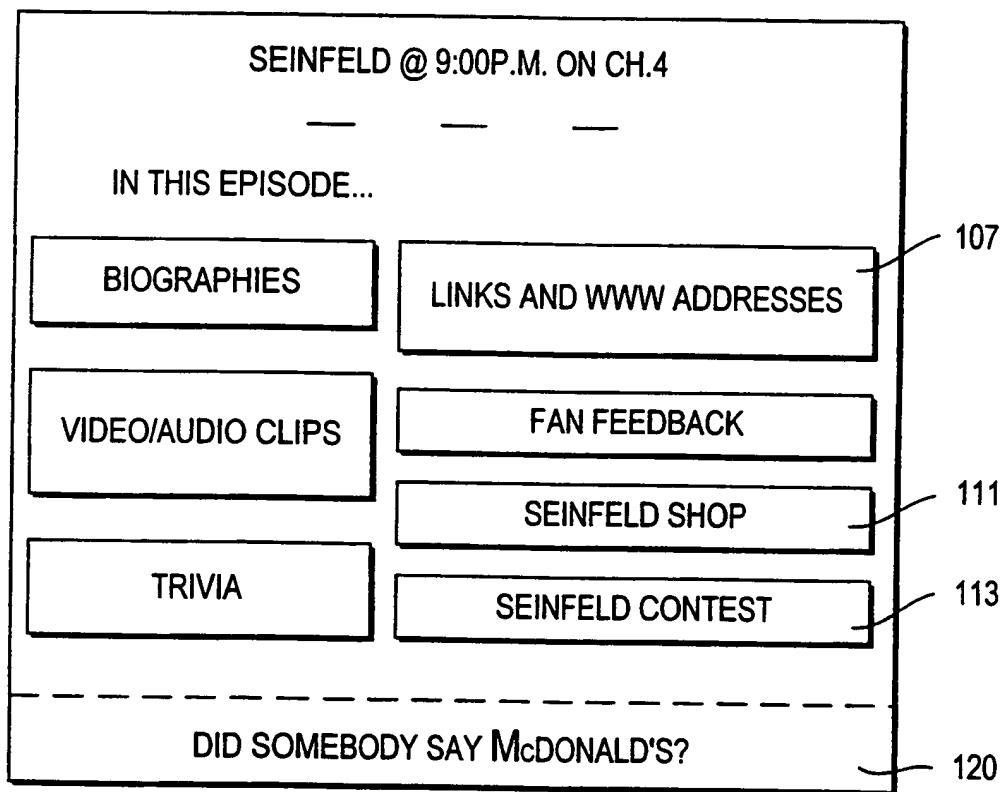 SEINFELD @ 9:00P.M. ON CH.4
IN THIS EPISODE...
BIOGRAPHIES
LINKS AND WWW ADDRESSES
107
VIDEO/AUDIO CLIPS
FAN FEEDBACK
SEINFELD SHOP
111
TRIVIA
SEINFELD CONTEST
113
DID SOMEBODY SAY McDONALD'S?
120